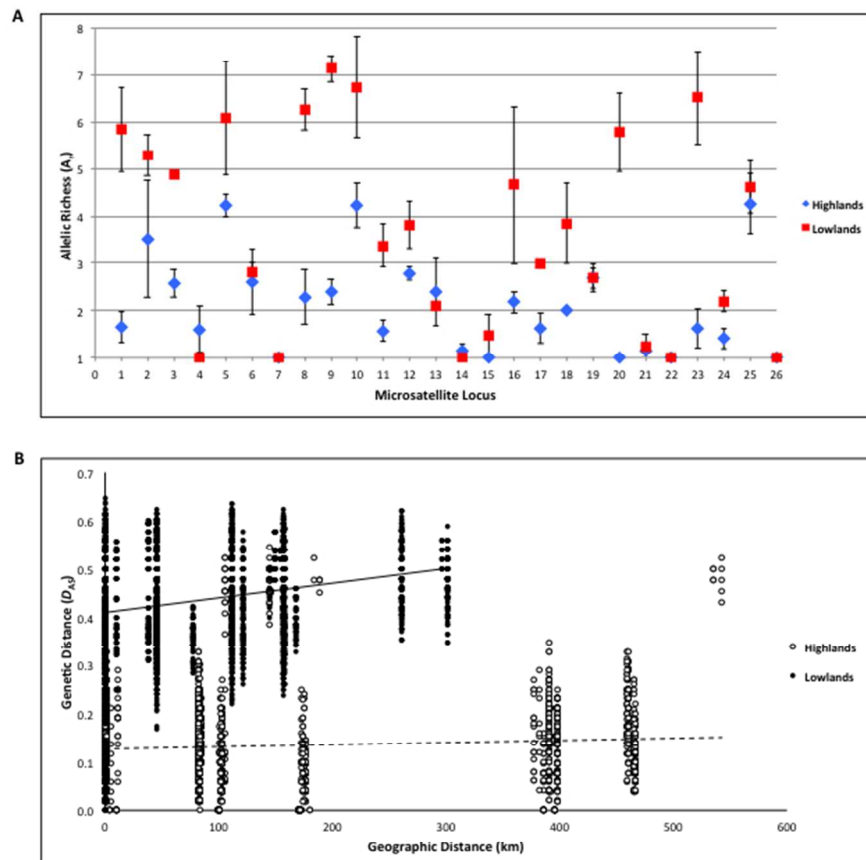 A
8
7
6
5
4
3
2
1
Allelic Richess (A_r)
0 1 2 3 4 5 6 7 8 9 10 11 12 13 14 15 16 17 18 19 20 21 22 23 24 25 26
Microsatellite Locus
Highlands
Lowlands
B
0.7
0.6
0.5
0.4
0.3
0.2
0.1
0.0
Genetic Distance (D_AS)
0 100 200 300 400 500 600
Geographic Distance (km)
Highlands
Lowlands